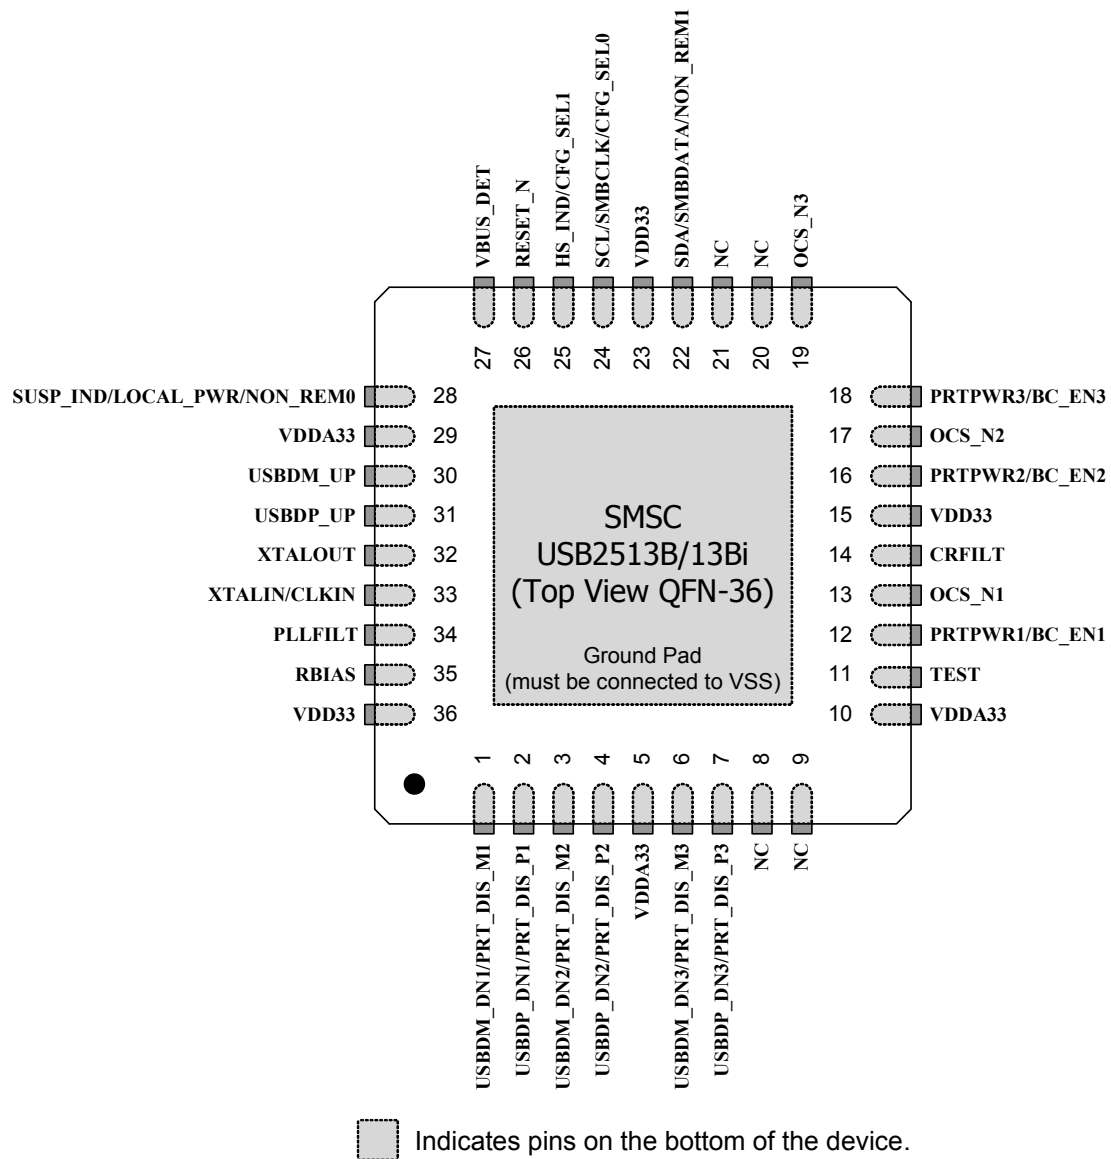 VBUS_DET
RESET_N
HS_IND/CFG_SEL1
SCL/SMBCLK/CFG_SEL0
VDD33
SDA/SMBDATA/NON_REM1
NC
NC
OCS_N3
27
26
25
24
23
22
21
20
19
SUSP_IND/LOCAL_PWR/NON_REM0 28
VDDA33 29
USBDM_UP 30
USBDP_UP 31
XTALOUT 32
XTALIN/CLKIN 33
PLLFILT 34
RBIAS 35
VDD33 36
SMSC
USB2513B/13Bi
(Top View QFN-36)
Ground Pad
(must be connected to VSS)
18 PRTPWR3/BC_EN3
17 OCS_N2
16 PRTPWR2/BC_EN2
15 VDD33
14 CRFILT
13 OCS_N1
12 PRTPWR1/BC_EN1
11 TEST
10 VDDA33
1
2
3
4
5
6
7
8
9
USBDM_DN1/PRT_DIS_M1
USBDP_DN1/PRT_DIS_P1
USBDM_DN2/PRT_DIS_M2
USBDP_DN2/PRT_DIS_P2
VDDA33
USBDM_DN3/PRT_DIS_M3
USBDP_DN3/PRT_DIS_P3
NC
NC
Indicates pins on the bottom of the device.